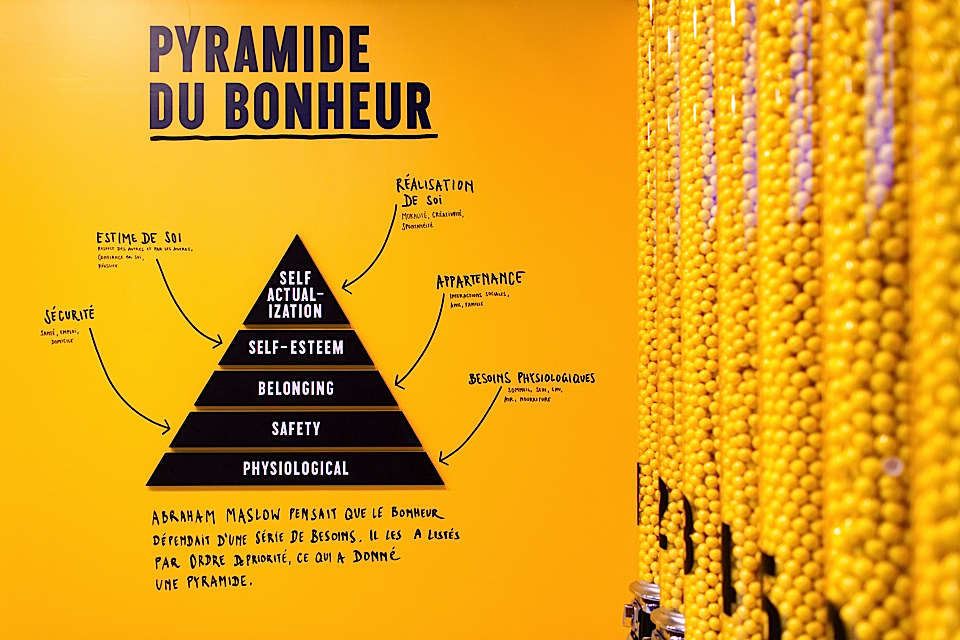 PYRAMIDE
DU BONHEUR
RÉALISATION
DE SOI
MORALITÉ, CRÉATIVITÉ,
SPONTANÉITÉ
ESTIME DE SOI
RESPECT DES AUTRES ET PAR LES AUTRES,
CONFIANCE EN SOI,
RÉUSSITE
APPARTENANCE
INTERACTIONS SOCIALES,
AMIS, FAMILLE
SÉCURITÉ
SANTÉ, EMPLOI,
DOMICILE
BESOINS PHYSIOLOGIQUES
SOMMEIL, SEXE, EAU,
AIR, NOURRITURE
SELF
ACTUAL-
IZATION
SELF-ESTEEM
BELONGING
SAFETY
PHYSIOLOGICAL
ABRAHAM MASLOW PENSAIT QUE LE BONHEUR
DÉPENDAIT D'UNE SÉRIE DE BESOINS. IL LES A LISTÉS
PAR ORDRE DE PRIORITÉ, CE QUI A DONNÉ
UNE PYRAMIDE.